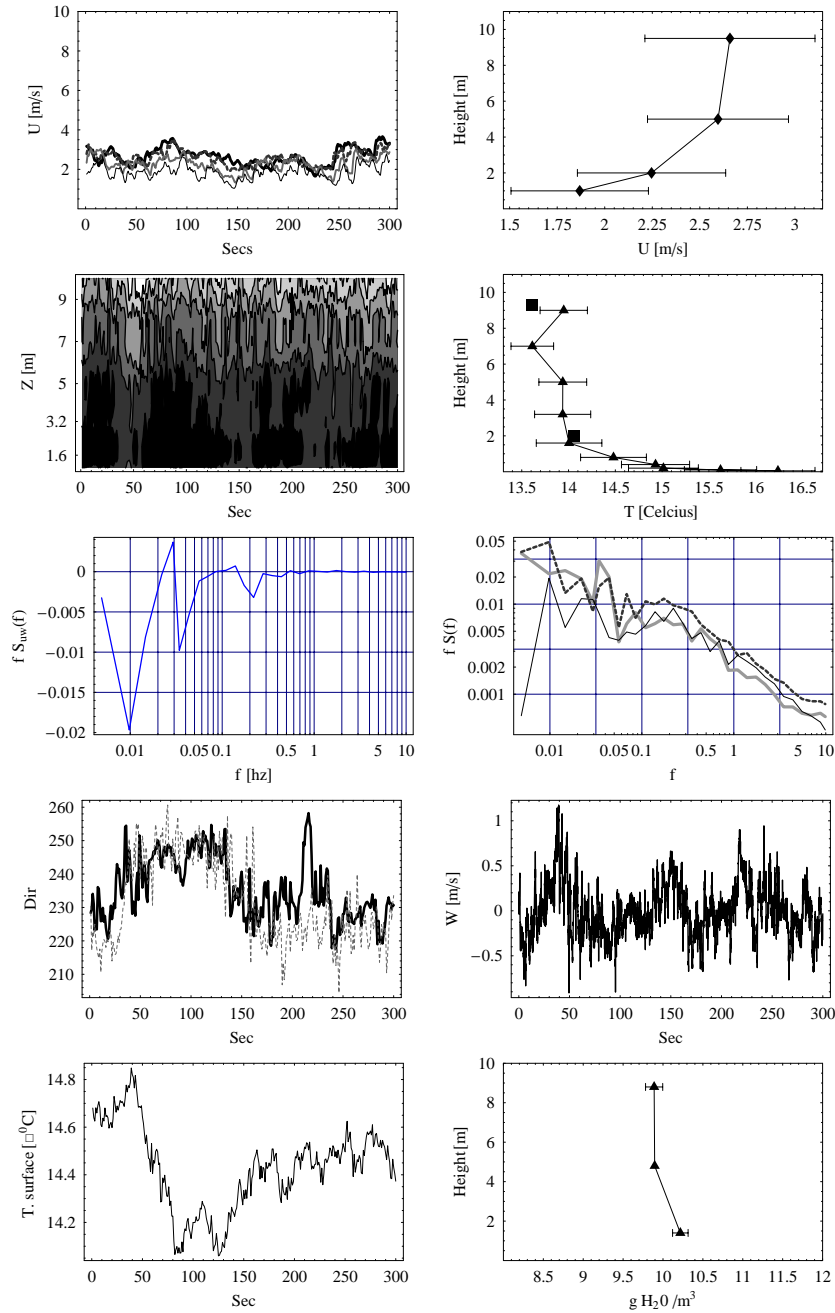 10
8
6
4
2
U [m/s]
0 50 100 150 200 250 300
Secs
10
8
6
4
2
Height [m]
1.5 1.75 2 2.25 2.5 2.75 3
U [m/s]
9
7
5
3.2
1.6
Z [m]
0 50 100 150 200 250 300
Sec
10
8
6
4
2
Height [m]
13.5 14 14.5 15 15.5 16 16.5
T [Celcius]
0
−0.005
−0.01
−0.015
−0.02
f Suw(f)
0.01 0.05 0.1 0.5 1 5 10
f [hz]
0.05
0.02
0.01
0.005
0.002
0.001
f S(f)
0.01 0.05 0.1 0.5 1 5 10
f
260
250
240
230
220
210
Dir
0 50 100 150 200 250 300
Sec
1
0.5
0
−0.5
W [m/s]
0 50 100 150 200 250 300
Sec
14.8
14.6
14.4
14.2
T. surface [□⁰C]
0 50 100 150 200 250 300
Sec
10
8
6
4
2
Height [m]
8.5 9 9.5 10 10.5 11 11.5 12
g H₂0 /m³